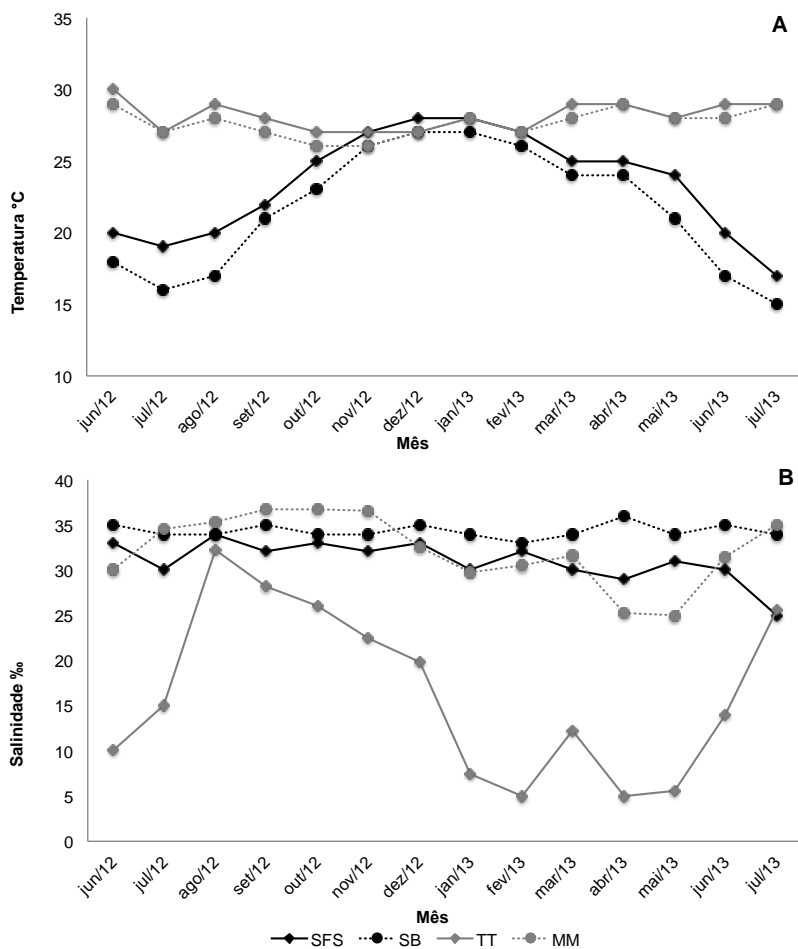 A
35
30
25
20
15
10
Temperatura °C
jun/12 jul/12 ago/12 set/12 out/12 nov/12 dez/12 jan/13 fev/13 mar/13 abr/13 mai/13 jun/13 jul/13
Mês
B
40
35
30
25
20
15
10
5
0
Salinidade ‰
jun/12 jul/12 ago/12 set/12 out/12 nov/12 dez/12 jan/13 fev/13 mar/13 abr/13 mai/13 jun/13 jul/13
Mês
SFS SB TT MM